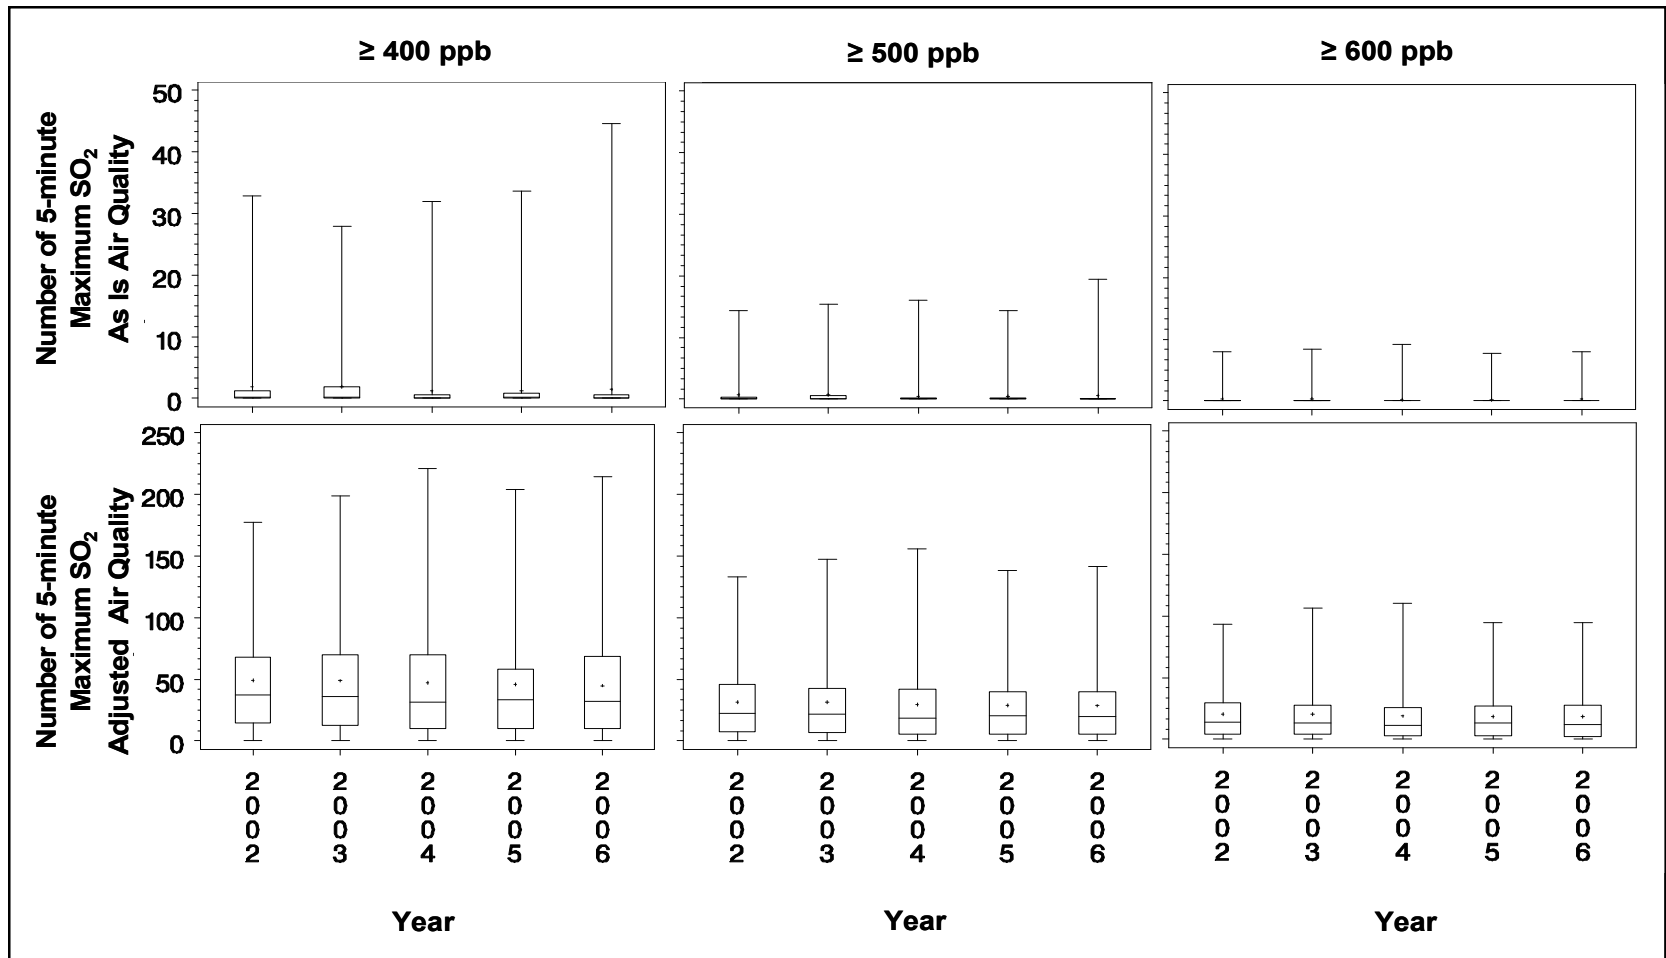 ≥ 400 ppb
≥ 500 ppb
≥ 600 ppb
Number of 5-minute
Maximum SO₂
As Is Air Quality
50
40
30
20
10
0
Number of 5-minute
Maximum SO₂
Adjusted Air Quality
250
200
150
100
50
0
2002
2003
2004
2005
2006
2002
2003
2004
2005
2006
2002
2003
2004
2005
2006
Year
Year
Year